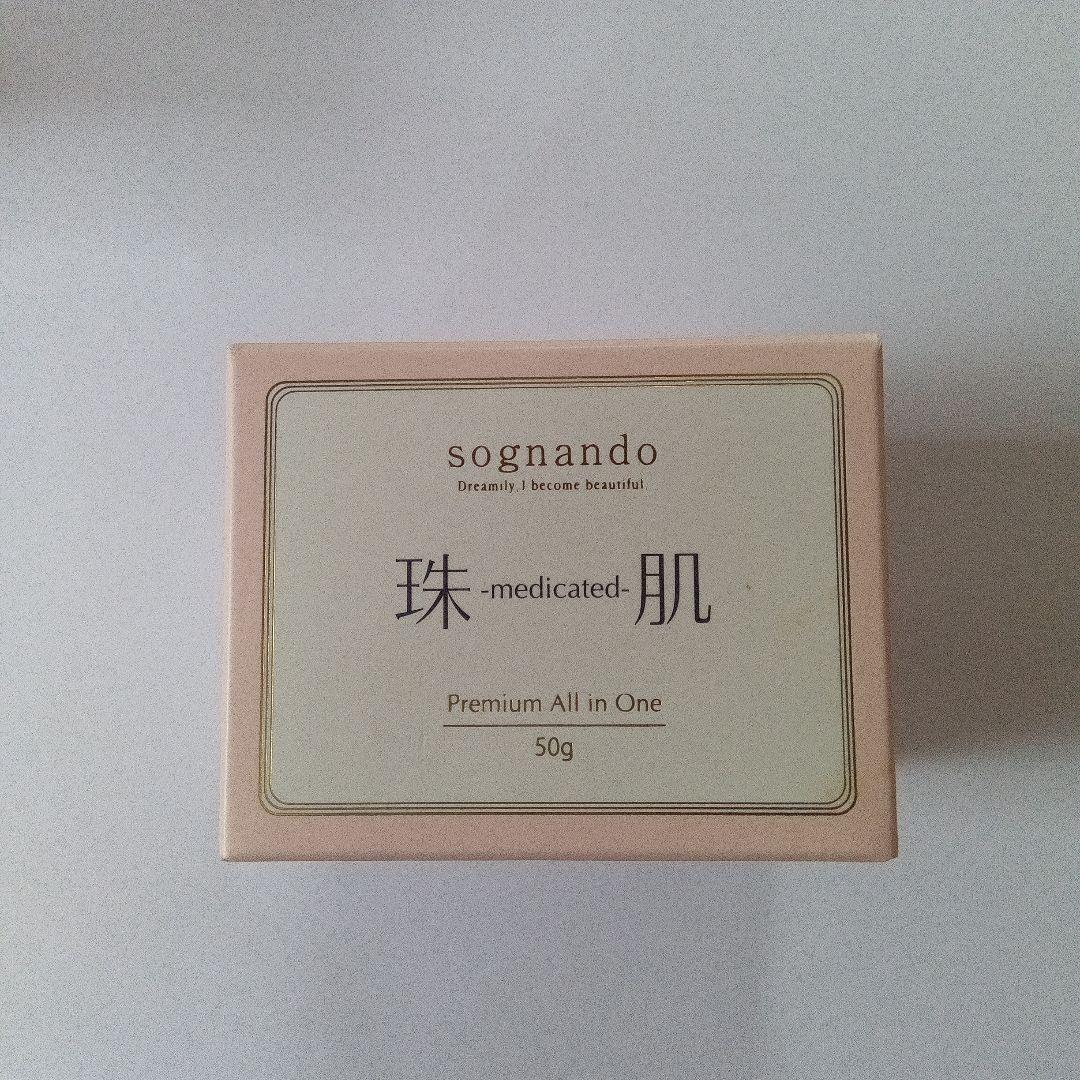 sognando
Dreamily, I become beautiful.
珠 -medicated- 肌
Premium All in One
50g